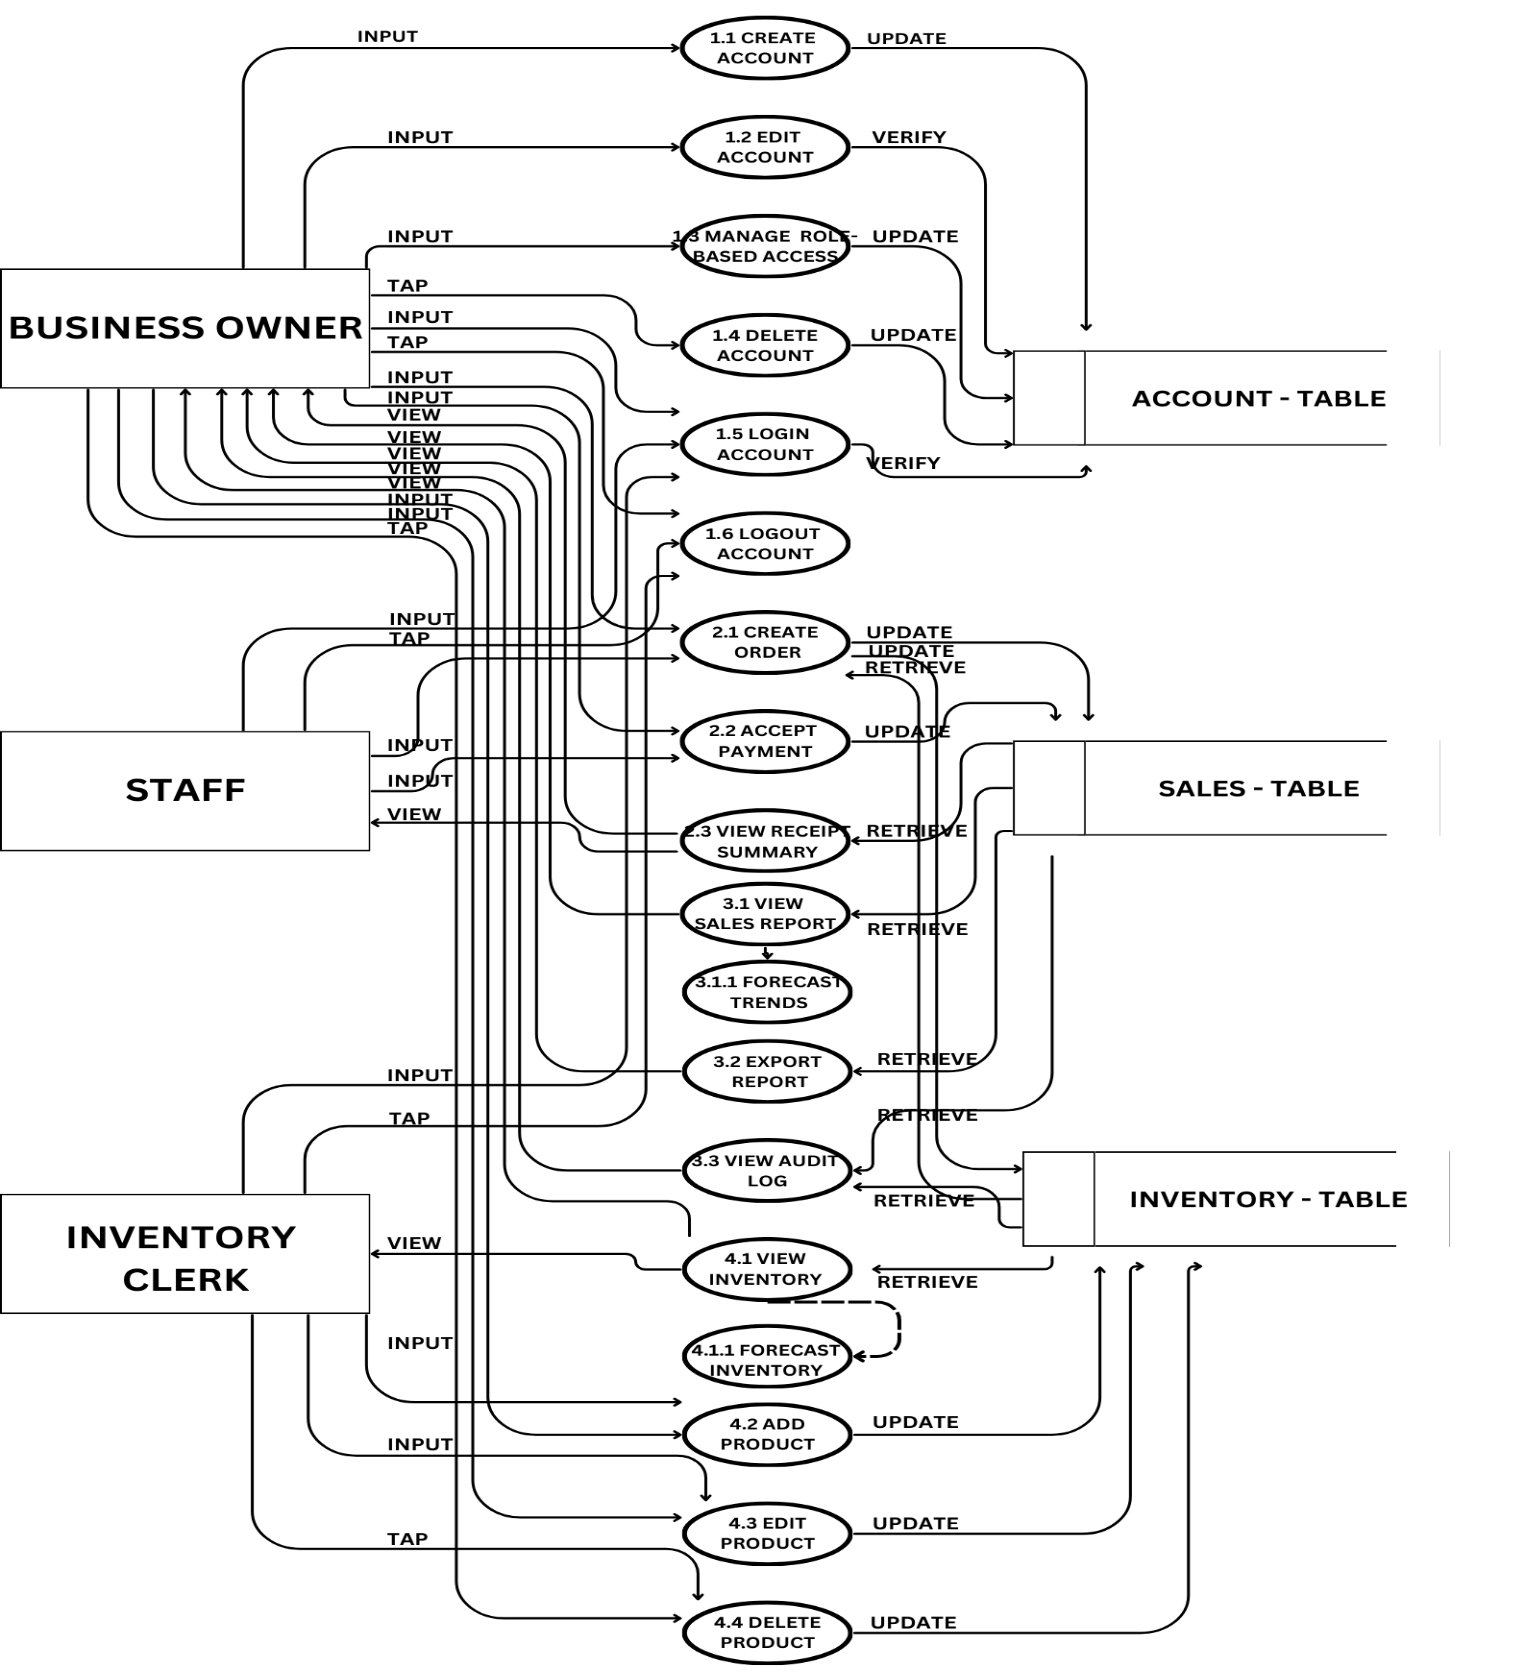 INPUT
1.1 CREATE
ACCOUNT
UPDATE
INPUT
1.2 EDIT
ACCOUNT
VERIFY
INPUT
1.3 MANAGE ROLE-
BASED ACCESS
UPDATE
TAP
BUSINESS OWNER
INPUT
TAP
1.4 DELETE
ACCOUNT
UPDATE
INPUT
INPUT
VIEW
ACCOUNT - TABLE
VIEW
VIEW
VIEW
VIEW
INPUT
INPUT
TAP
1.5 LOGIN
ACCOUNT
VERIFY
1.6 LOGOUT
ACCOUNT
INPUT
TAP
2.1 CREATE
ORDER
UPDATE
UPDATE
RETRIEVE
INPUT
2.2 ACCEPT
PAYMENT
UPDATE
STAFF
INPUT
VIEW
SALES - TABLE
2.3 VIEW RECEIPT
SUMMARY
RETRIEVE
3.1 VIEW
SALES REPORT
RETRIEVE
3.1.1 FORECAST
TRENDS
INPUT
3.2 EXPORT
REPORT
RETRIEVE
TAP
RETRIEVE
3.3 VIEW AUDIT
LOG
RETRIEVE
INVENTORY - TABLE
INVENTORY
CLERK
VIEW
4.1 VIEW
INVENTORY
RETRIEVE
INPUT
4.1.1 FORECAST
INVENTORY
INPUT
4.2 ADD
PRODUCT
UPDATE
TAP
4.3 EDIT
PRODUCT
UPDATE
4.4 DELETE
PRODUCT
UPDATE